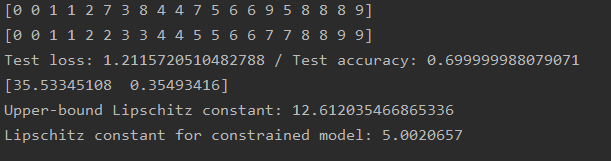 [0 0 1 1 2 7 3 8 4 4 7 5 6 6 9 5 8 8 8 9]
[0 0 1 1 2 2 3 3 4 4 5 5 6 6 7 7 8 8 9 9]
Test loss: 1.2115720510482788 / Test accuracy: 0.699999988079071
[35.53345108  0.35493416]
Upper-bound Lipschitz constant: 12.612035466865336
Lipschitz constant for constrained model: 5.0020657